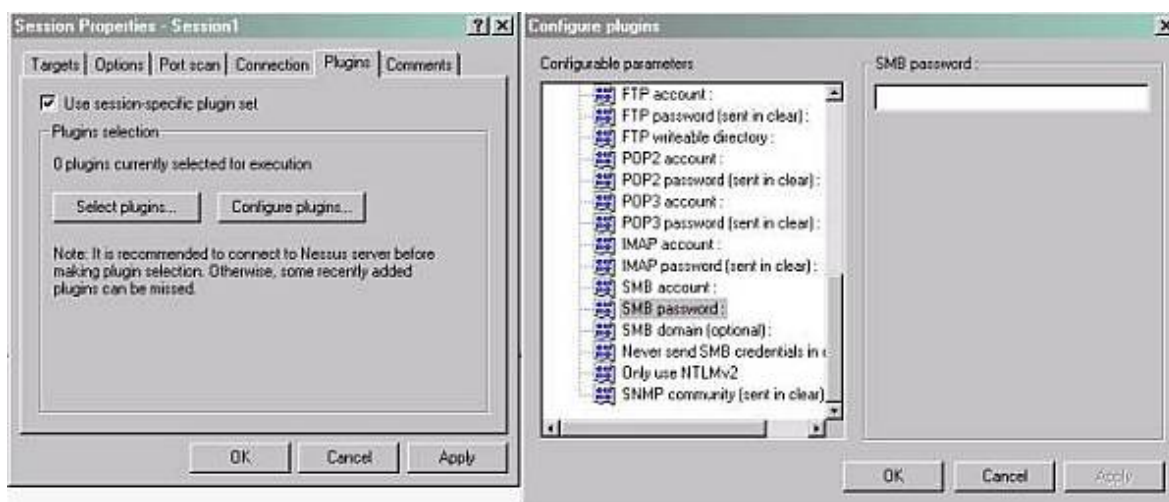 Session Properties - Session1
Targets Options Port scan Connection Plugins Comments
Use session-specific plugin set
Plugins selection
0 plugins currently selected for execution
Select plugins... Configure plugins...
Note: It is recommended to connect to Nessus server before
making plugin selection. Otherwise, some recently added
plugins can be missed.
OK Cancel Apply
Configure plugins
Configurable parameters
FTP account :
FTP password (sent in clear) :
FTP writeable directory :
POP2 account :
POP2 password (sent in clear) :
POP3 account :
POP3 password (sent in clear) :
IMAP account :
IMAP password (sent in clear) :
SMB account :
SMB password :
SMB domain (optional) :
Never send SMB credentials in c
Only use NTLMv2
SNMP community (sent in clear)
SMB password :
OK Cancel Apply